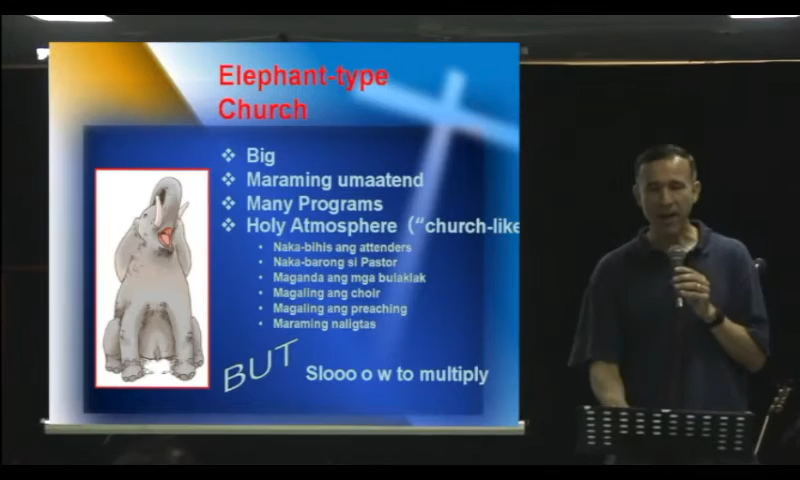 Elephant-type
Church
Big
Maraming umaatend
Many Programs
Holy Atmosphere ("church-like
Naka-bihis ang attenders
Naka-barong si Pastor
Maganda ang mga bulaklak
Magaling ang choir
Magaling ang preaching
Maraming naligtas
BUT
Slooo o w to multiply